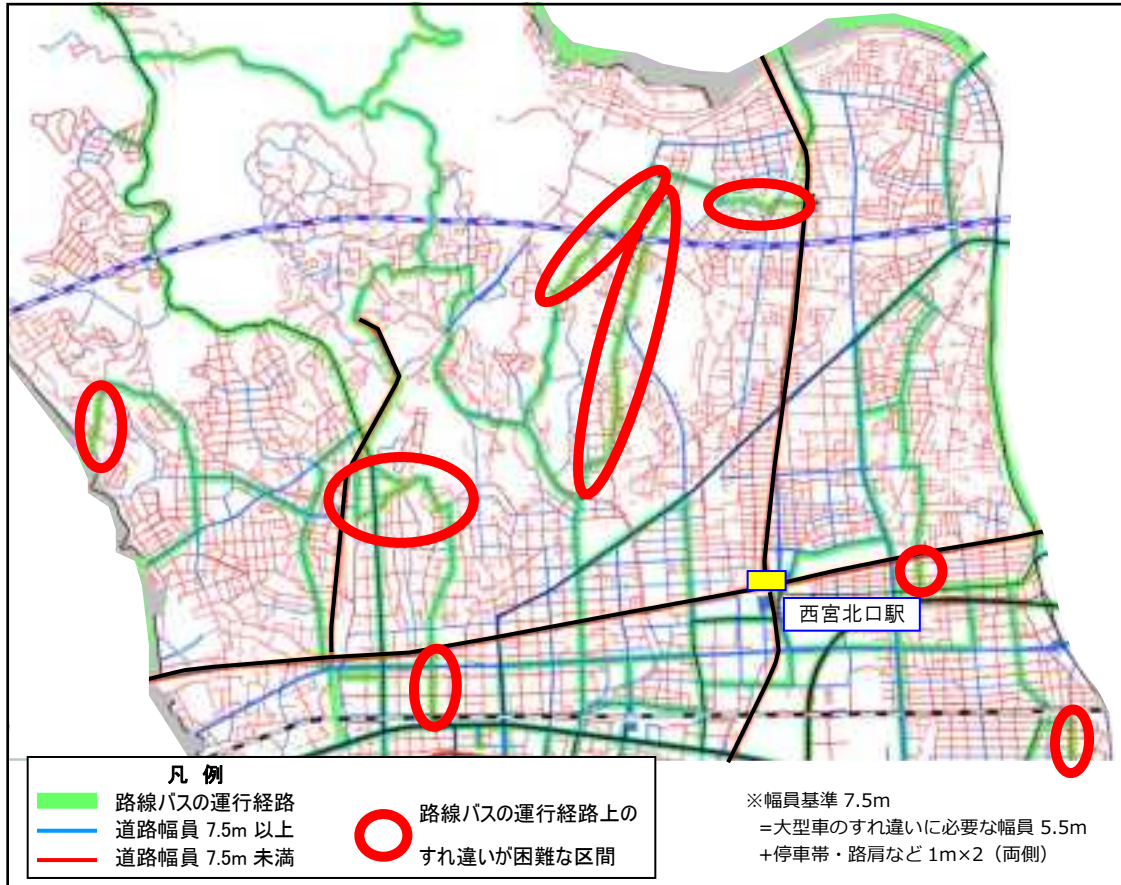 西宮北口駅
凡 例
路線バスの運行経路
道路幅員 7.5m 以上
道路幅員 7.5m 未満
路線バスの運行経路上の
すれ違いが困難な区間
※幅員基準 7.5m
=大型車のすれ違いに必要な幅員 5.5m
+停車帯・路肩など 1m×2（両側）